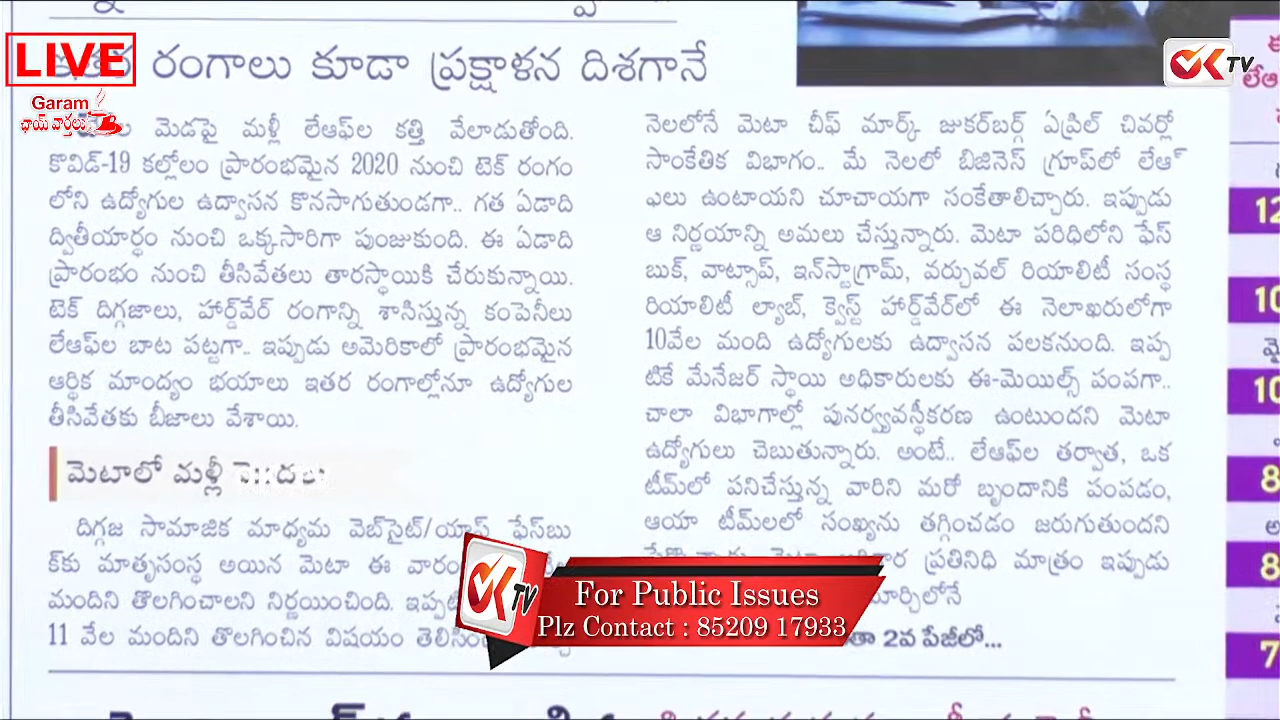 LIVE
Garam
ఛాయ్ వార్తలు
OK TV
రంగాలు కూడా ప్రక్షాళన దిశగానే
మెడపై మళ్లీ లేఆఫ్‌ల కత్తి వేలాడుతోంది.
కొవిడ్-19 కల్లోలం ప్రారంభమైన 2020 నుంచి టెక్ రంగం
లోని ఉద్యోగుల ఉద్వాసన కొనసాగుతుండగా.. గత ఏడాది
ద్వితీయార్థం నుంచి ఒక్కసారిగా పుంజుకుంది. ఈ ఏడాది
ప్రారంభం నుంచి తీసివేతలు తారస్థాయికి చేరుకున్నాయి.
టెక్ దిగ్గజాలు, హార్డ్‌వేర్ రంగాన్ని శాసిస్తున్న కంపెనీలు
లేఆఫ్‌ల బాట పట్టగా.. ఇప్పుడు అమెరికాలో ప్రారంభమైన
ఆర్థిక మాంద్యం భయాలు ఇతర రంగాల్లోనూ ఉద్యోగుల
తీసివేతకు బీజాలు వేశాయి.
మెటాలో మళ్లీ
దిగ్గజ సామాజిక మాధ్యమ వెబ్‌సైట్/యాప్ ఫేస్‌బు
క్‌కు మాతృసంస్థ అయిన మెటా ఈ
మందిని తొలగించాలని నిర్ణయించింది.
11 వేల మందిని తొలగించిన విషయం
నెలలోనే మెటా చీఫ్ మార్క్ జుకర్‌బర్గ్ ఏప్రిల్ చివర్లో
సాంకేతిక విభాగం.. మే నెలలో బిజినెస్ గ్రూప్‌లో లేఆ
ఫ్‌లు ఉంటాయని చూచాయగా సంకేతాలిచ్చారు. ఇప్పుడు
ఆ నిర్ణయాన్ని అమలు చేస్తున్నారు. మెటా పరిధిలోని ఫేస్
బుక్, వాట్సాప్, ఇన్‌స్టాగ్రామ్, వర్చువల్ రియాలిటీ సంస్థ
రియాలిటీ ల్యాబ్, క్వెస్ట్ హార్డ్‌వేర్‌లో ఈ నెలాఖరులోగా
10వేల మంది ఉద్యోగులకు ఉద్వాసన పలకనుంది. ఇప్ప
టికే మేనేజర్ స్థాయి అధికారులకు ఈ-మెయిల్స్ పంపగా..
చాలా విభాగాల్లో పునర్వ్యవస్థీకరణ ఉంటుందని మెటా
ఉద్యోగులు చెబుతున్నారు. అంటే.. లేఆఫ్‌ల తర్వాత, ఒక
టీమ్‌లో పనిచేస్తున్న వారిని మరో బృందానికి పంపడం,
ఆయా టీమ్‌లలో సంఖ్యను తగ్గించడం జరుగుతుందని
ప్రతినిధి మాత్రం ఇప్పుడు
2వ పేజీలో...
OK TV
For Public Issues
Plz Contact : 85209 17933